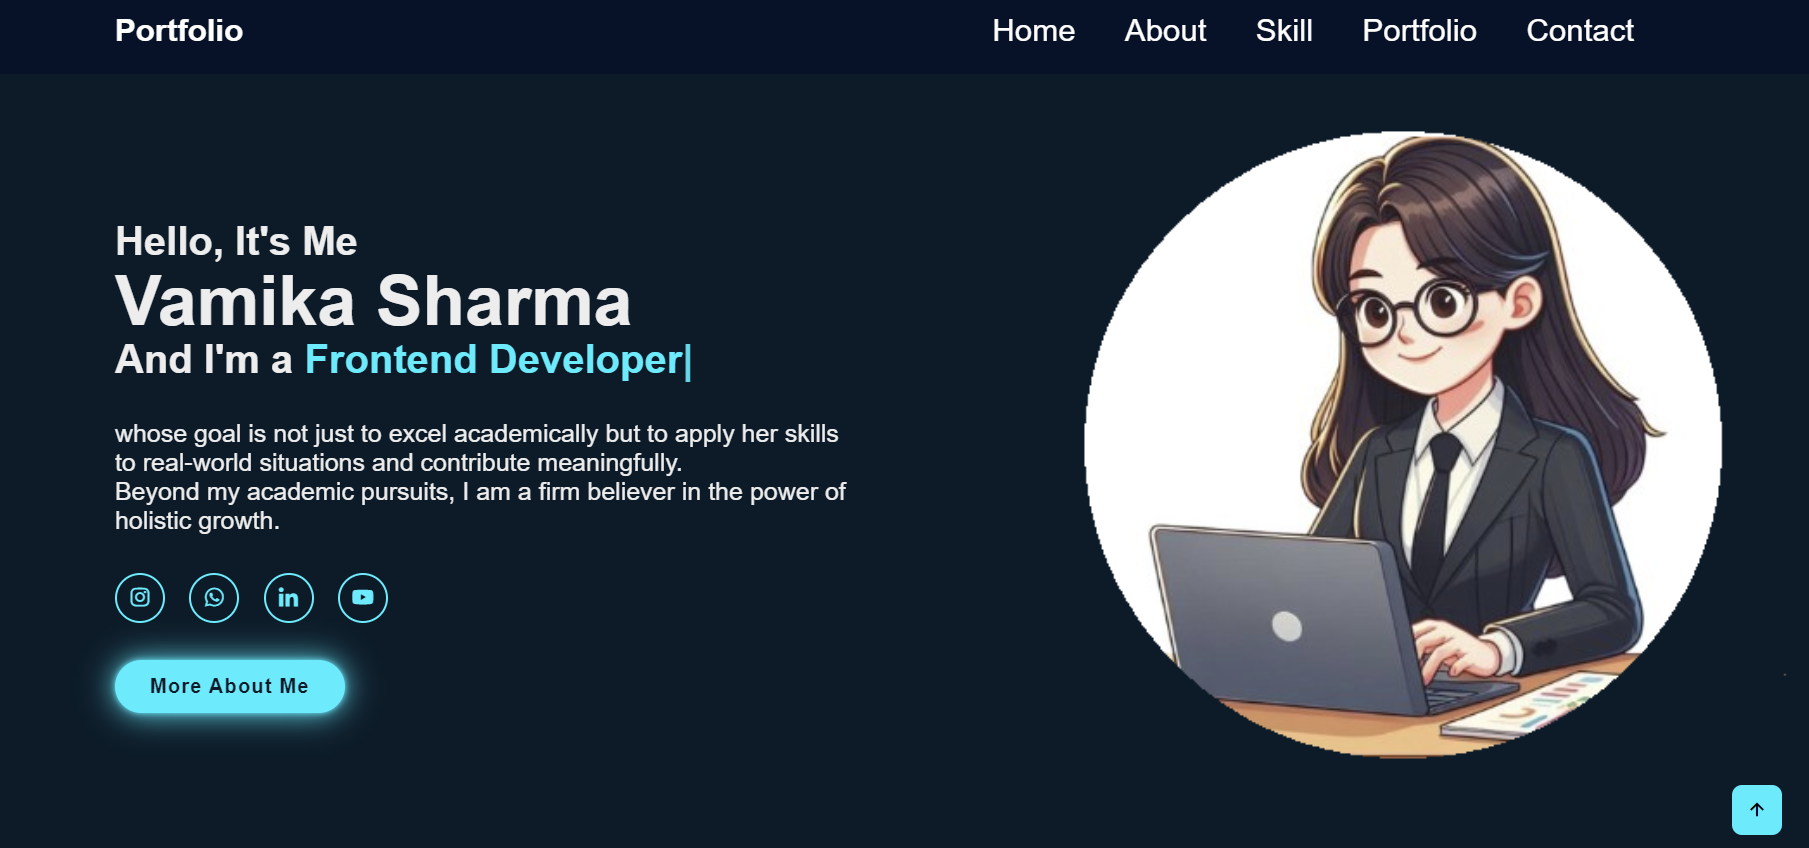 Portfolio
Home About Skill Portfolio Contact
Hello, It's Me
Vamika Sharma
And I'm a Frontend Developer|
whose goal is not just to excel academically but to apply her skills
to real-world situations and contribute meaningfully.
Beyond my academic pursuits, I am a firm believer in the power of
holistic growth.
in
More About Me